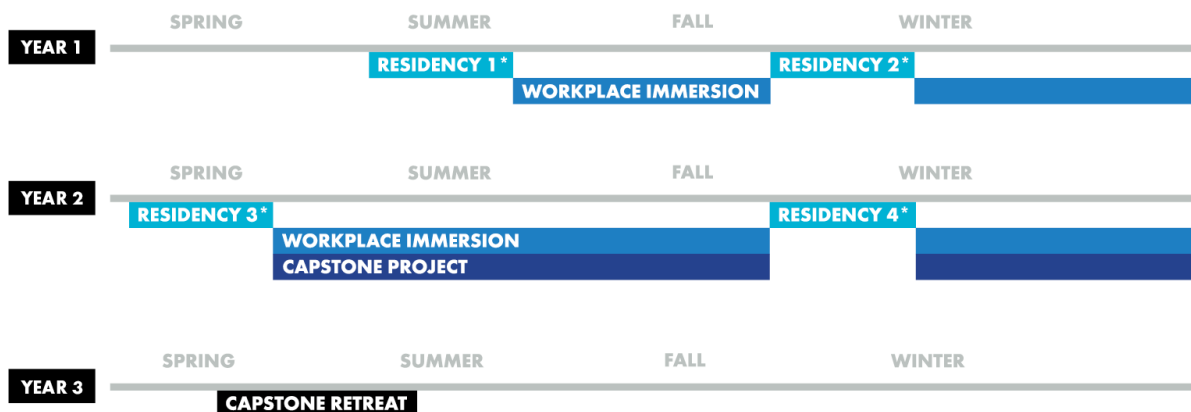 SPRING SUMMER FALL WINTER
YEAR 1
RESIDENCY 1* RESIDENCY 2*
WORKPLACE IMMERSION
SPRING SUMMER FALL WINTER
YEAR 2
RESIDENCY 3* RESIDENCY 4*
WORKPLACE IMMERSION
CAPSTONE PROJECT
SPRING SUMMER FALL WINTER
YEAR 3
CAPSTONE RETREAT